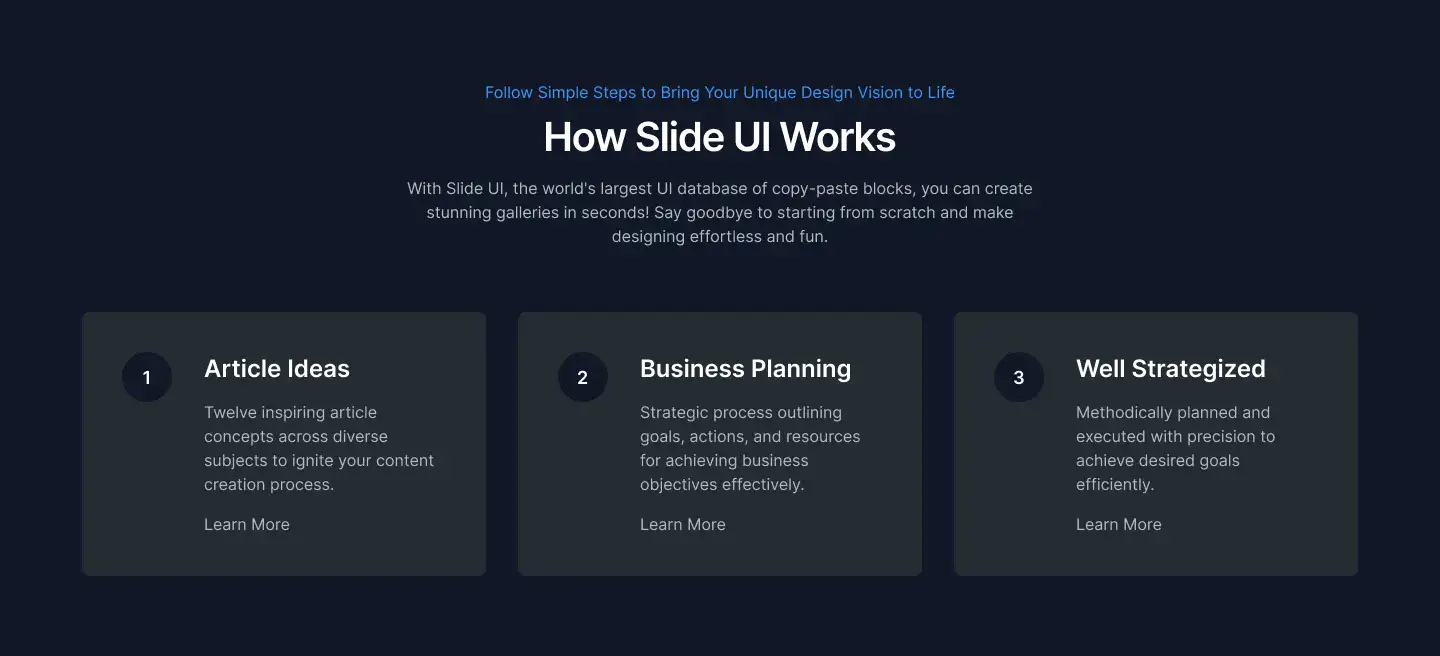 Follow Simple Steps to Bring Your Unique Design Vision to Life
How Slide UI Works
With Slide UI, the world's largest UI database of copy-paste blocks, you can create
stunning galleries in seconds! Say goodbye to starting from scratch and make
designing effortless and fun.
1
Article Ideas
Twelve inspiring article
concepts across diverse
subjects to ignite your content
creation process.
Learn More
2
Business Planning
Strategic process outlining
goals, actions, and resources
for achieving business
objectives effectively.
Learn More
3
Well Strategized
Methodically planned and
executed with precision to
achieve desired goals
efficiently.
Learn More